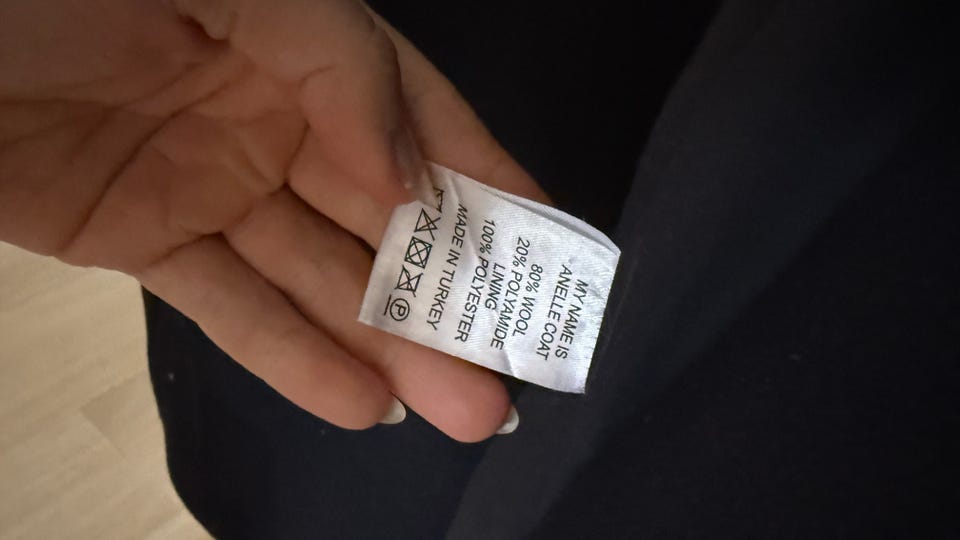 MY NAME IS
ANELLE COAT
80% WOOL
20% POLYAMIDE
LINING
100% POLYESTER
MADE IN TURKEY
P